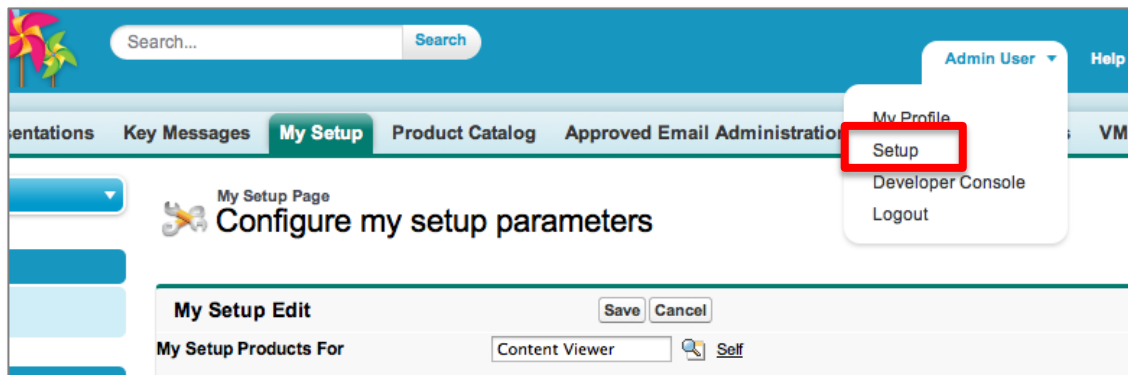 Search... Search
Admin User Help
sentations Key Messages My Setup Product Catalog Approved Email Administration VM
My Profile
Setup
Developer Console
Logout
My Setup Page
Configure my setup parameters
My Setup Edit Save Cancel
My Setup Products For Content Viewer Self